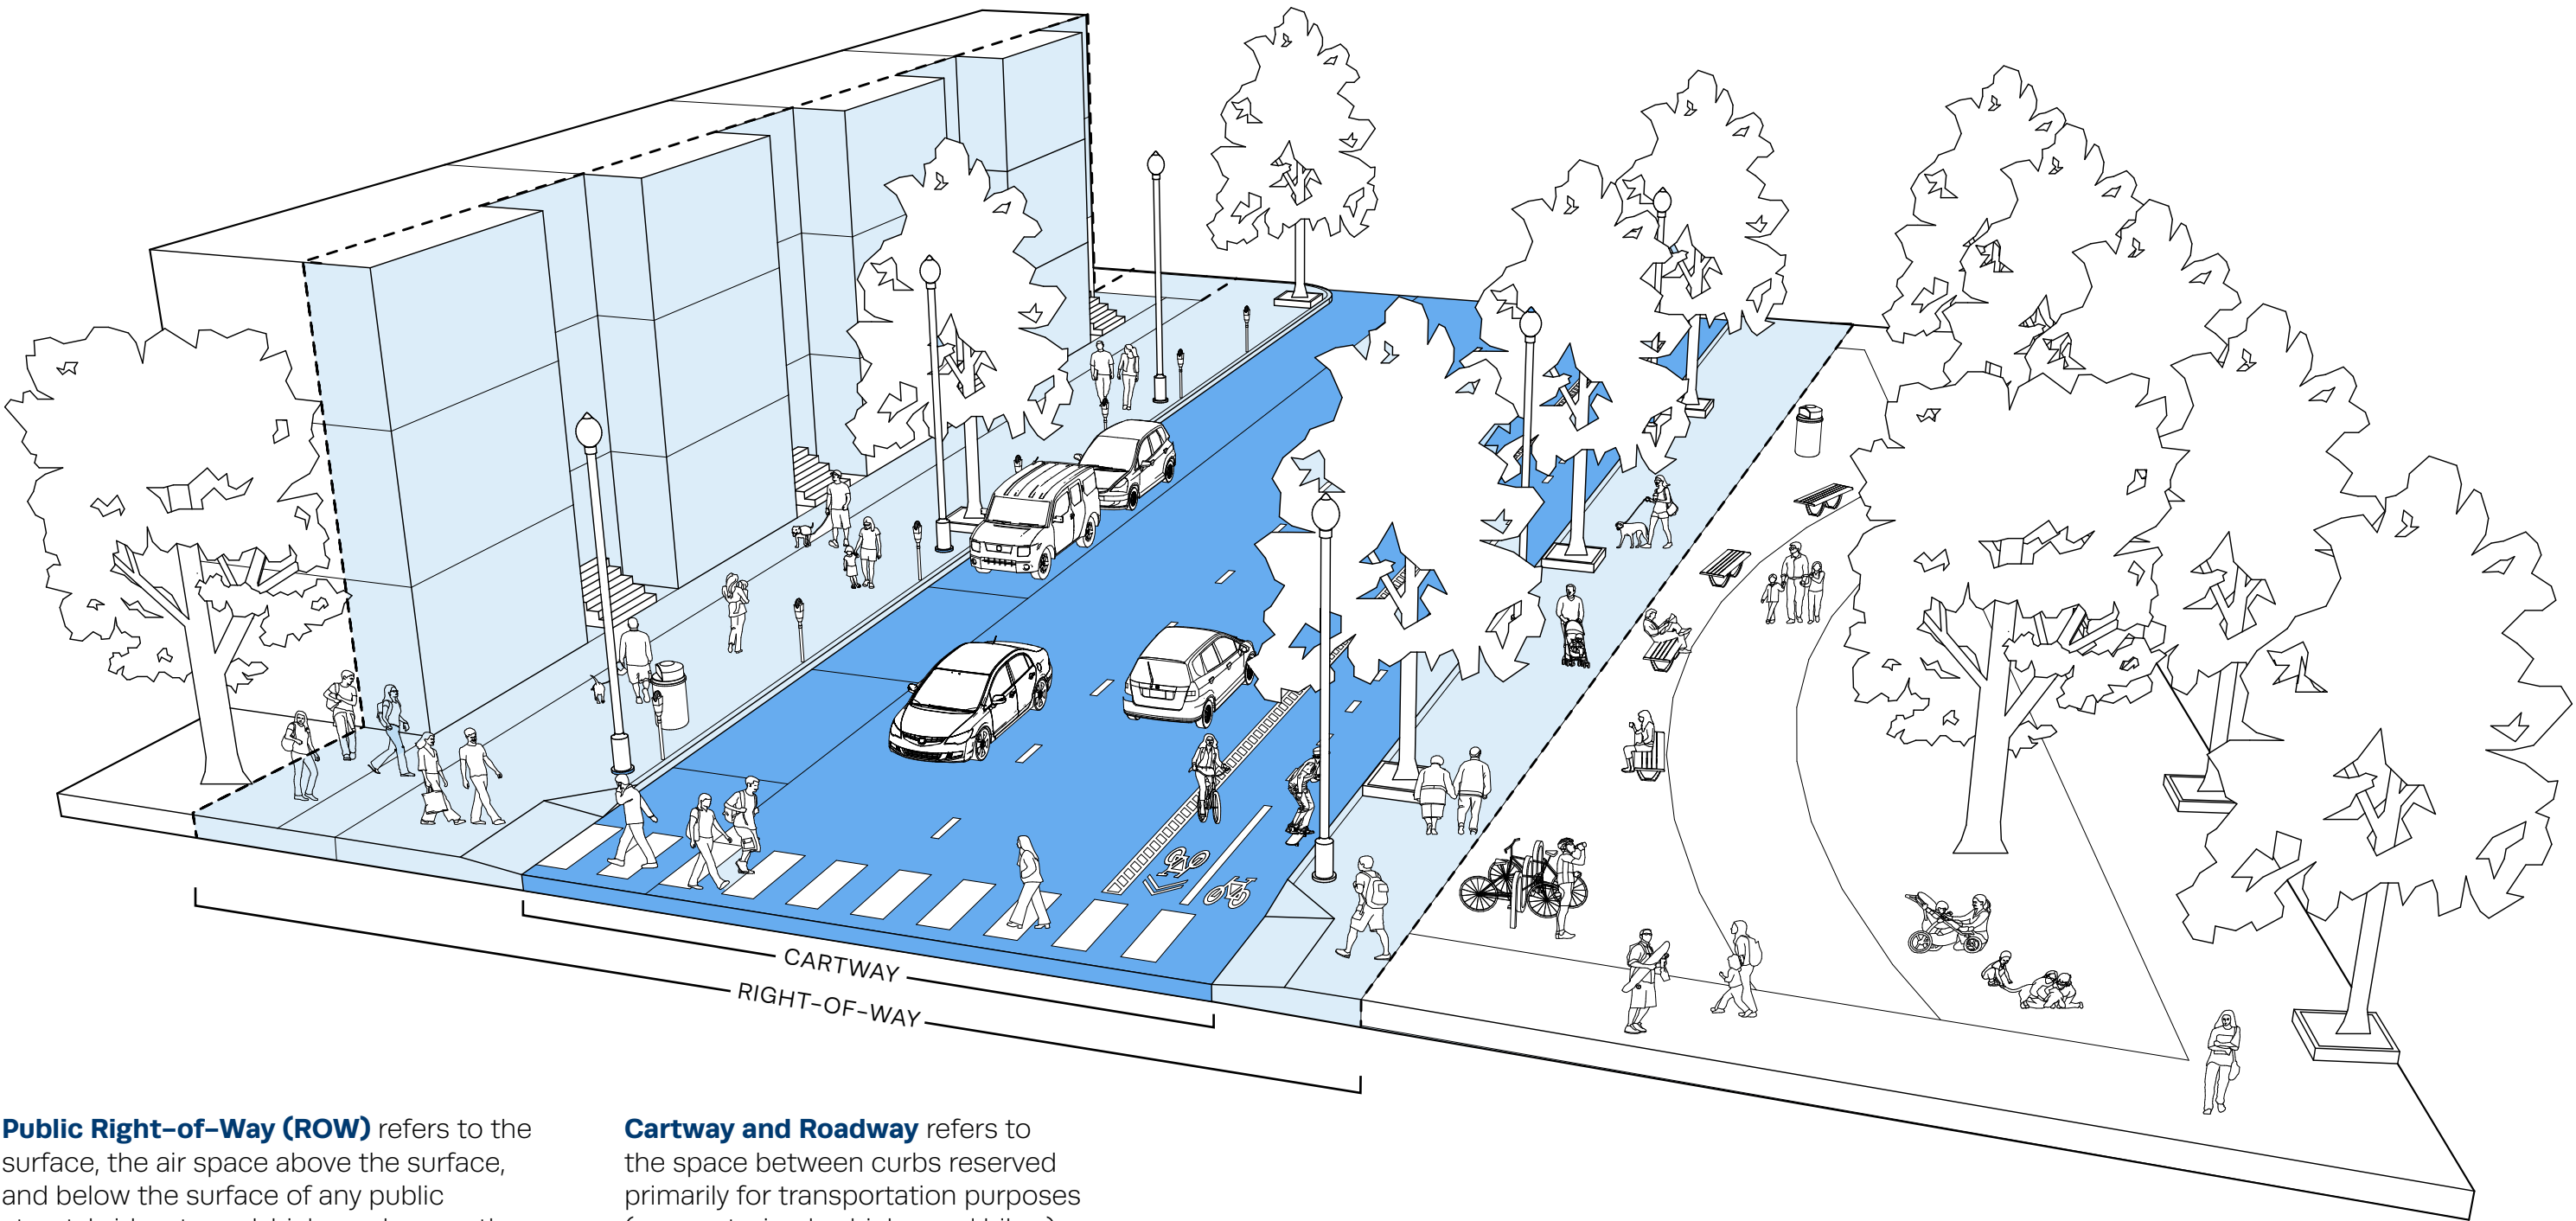 CARTWAY
RIGHT-OF-WAY
Public Right-of-Way (ROW) refers to the
surface, the air space above the surface,
and below the surface of any public
Cartway and Roadway refers to
the space between curbs reserved
primarily for transportation purposes